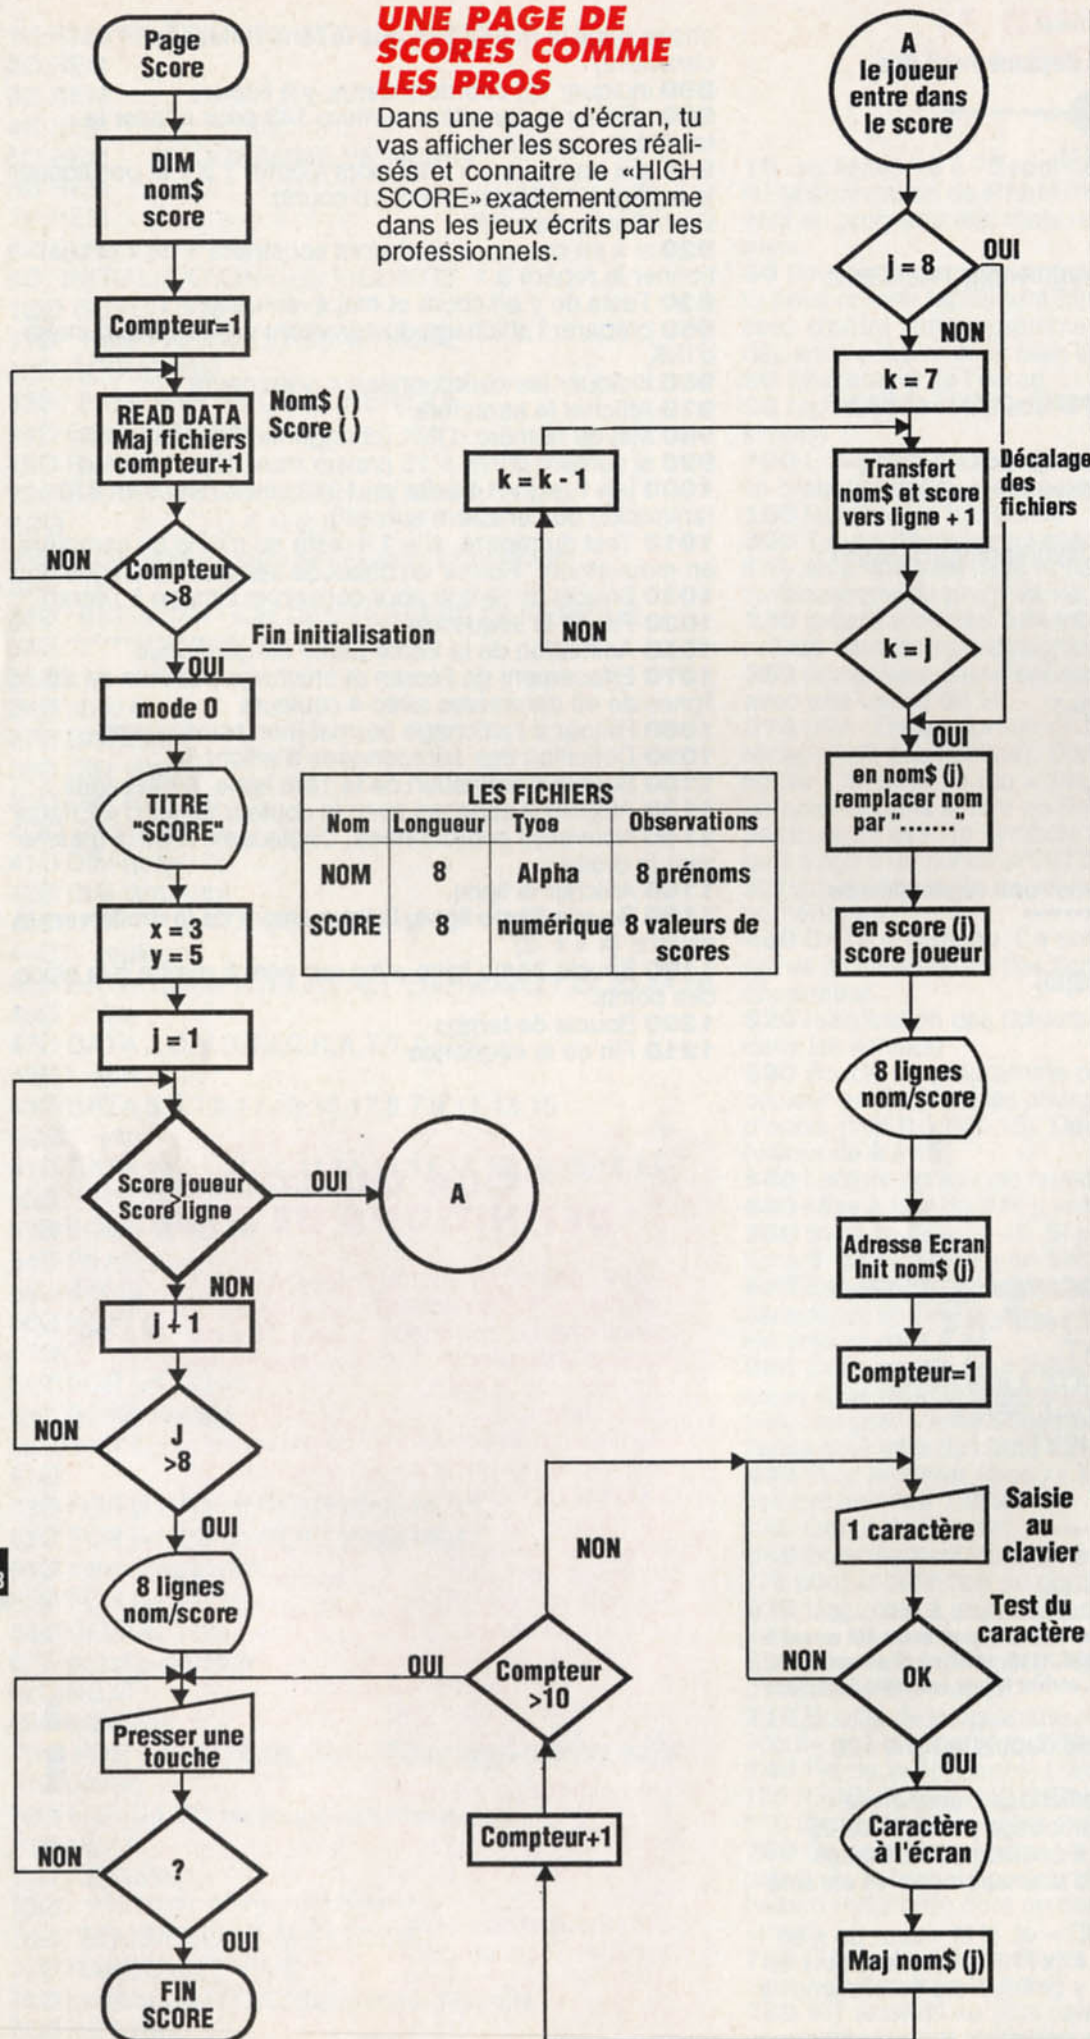 UNE PAGE DE
SCORES COMME
LES PROS
Dans une page d'écran, tu
vas afficher les scores réali-
sés et connaitre le «HIGH
SCORE» exactement comme
dans les jeux écrits par les
professionnels.
Page
Score
DIM
nom$
score
Compteur=1
READ DATA
Maj fichiers
compteur+1
Nom$ ( )
Score ( )
NON
Compteur
>8
Fin initialisation
OUI
mode 0
TITRE
"SCORE"
x = 3
y = 5
j = 1
Score joueur
>
Score ligne
OUI
A
NON
j + 1
NON
J
>8
OUI
8 lignes
nom/score
Presser une
touche
NON
?
OUI
FIN
SCORE
LES FICHIERS
Nom Longueur Tyoe Observations
NOM 8 Alpha 8 prénoms
SCORE 8 numérique 8 valeurs de
scores
A
le joueur
entre dans
le score
j = 8
OUI
NON
k = 7
k = k - 1
Transfert
nom$ et score
vers ligne + 1
Décalage
des
fichiers
NON
k = j
OUI
en nom$ (j)
remplacer nom
par "......."
en score (j)
score joueur
8 lignes
nom/score
Adresse Ecran
Init nom$ (j)
Compteur=1
1 caractère
Saisie
au
clavier
Test du
caractère
NON
OK
OUI
Caractère
à l'écran
Maj nom$ (j)
Compteur+1
Compteur
>10
NON
OUI